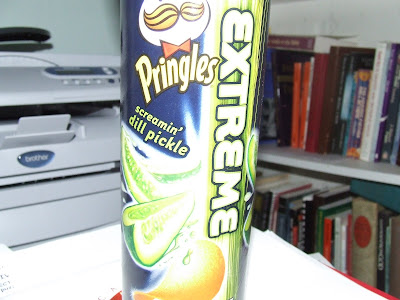 Pringles
EXTREME
screamin'
dill pickle
brother